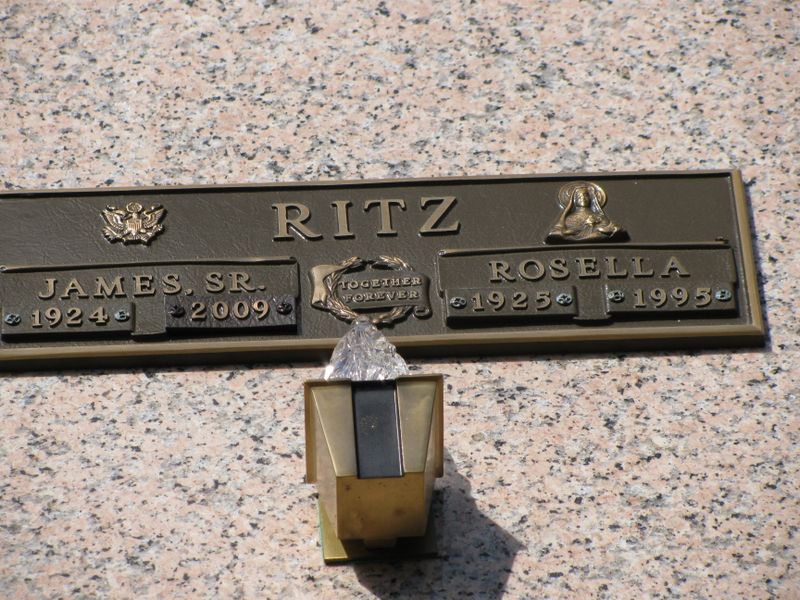 RITZ
JAMES, SR.
1924 2009
TOGETHER
FOREVER
ROSELLA
1925 1995